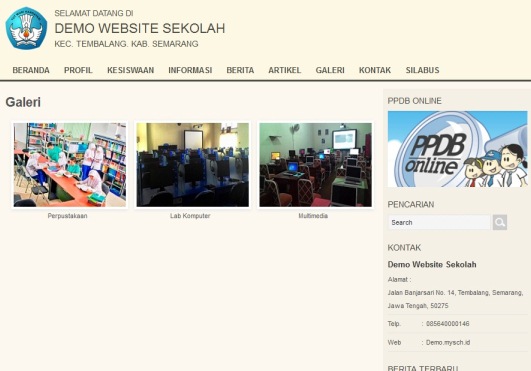 SELAMAT DATANG DI
DEMO WEBSITE SEKOLAH
KEC. TEMBALANG. KAB. SEMARANG
BERANDA PROFIL KESISWAAN INFORMASI BERITA ARTIKEL GALERI KONTAK SILABUS
Galeri
Perpustakaan
Lab Komputer
Multimedia
PPDB ONLINE
PPDB
online
PENCARIAN
Search
KONTAK
Demo Website Sekolah
Alamat :
Jalan Banjarsari No. 14, Tembalang, Semarang,
Jawa Tengah, 50275
Telp. : 085640000146
Web : Demo.mysch.id
BERITA TERBARU